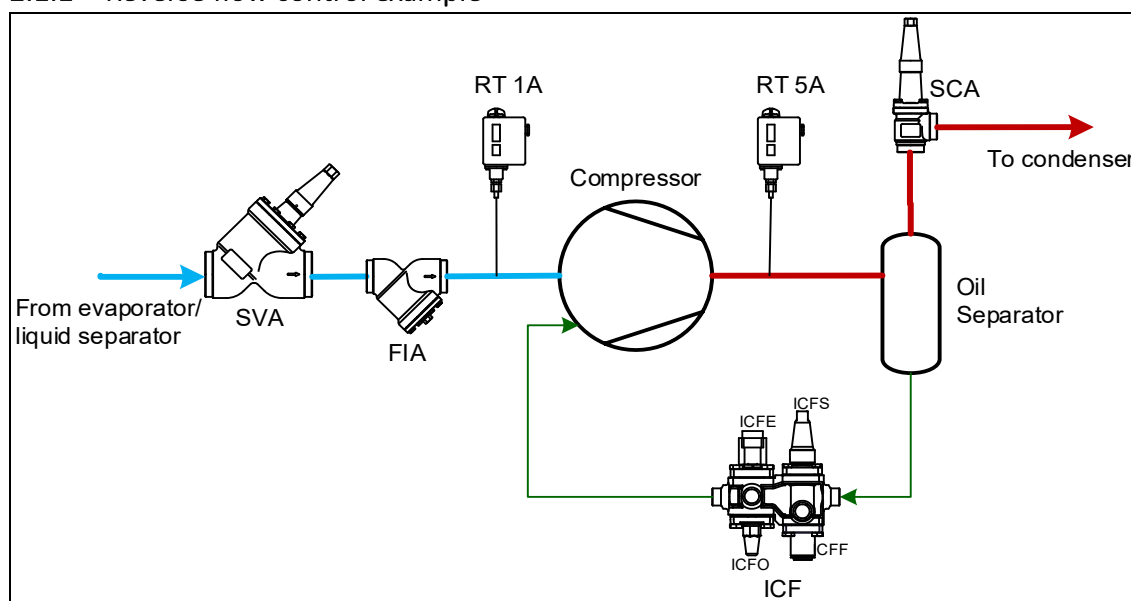 RT 1A
RT 5A
SCA
To condenser
Compressor
From evaporator/
liquid separator
SVA
FIA
Oil
Separator
ICFE
ICFS
ICFO
CFF
ICF